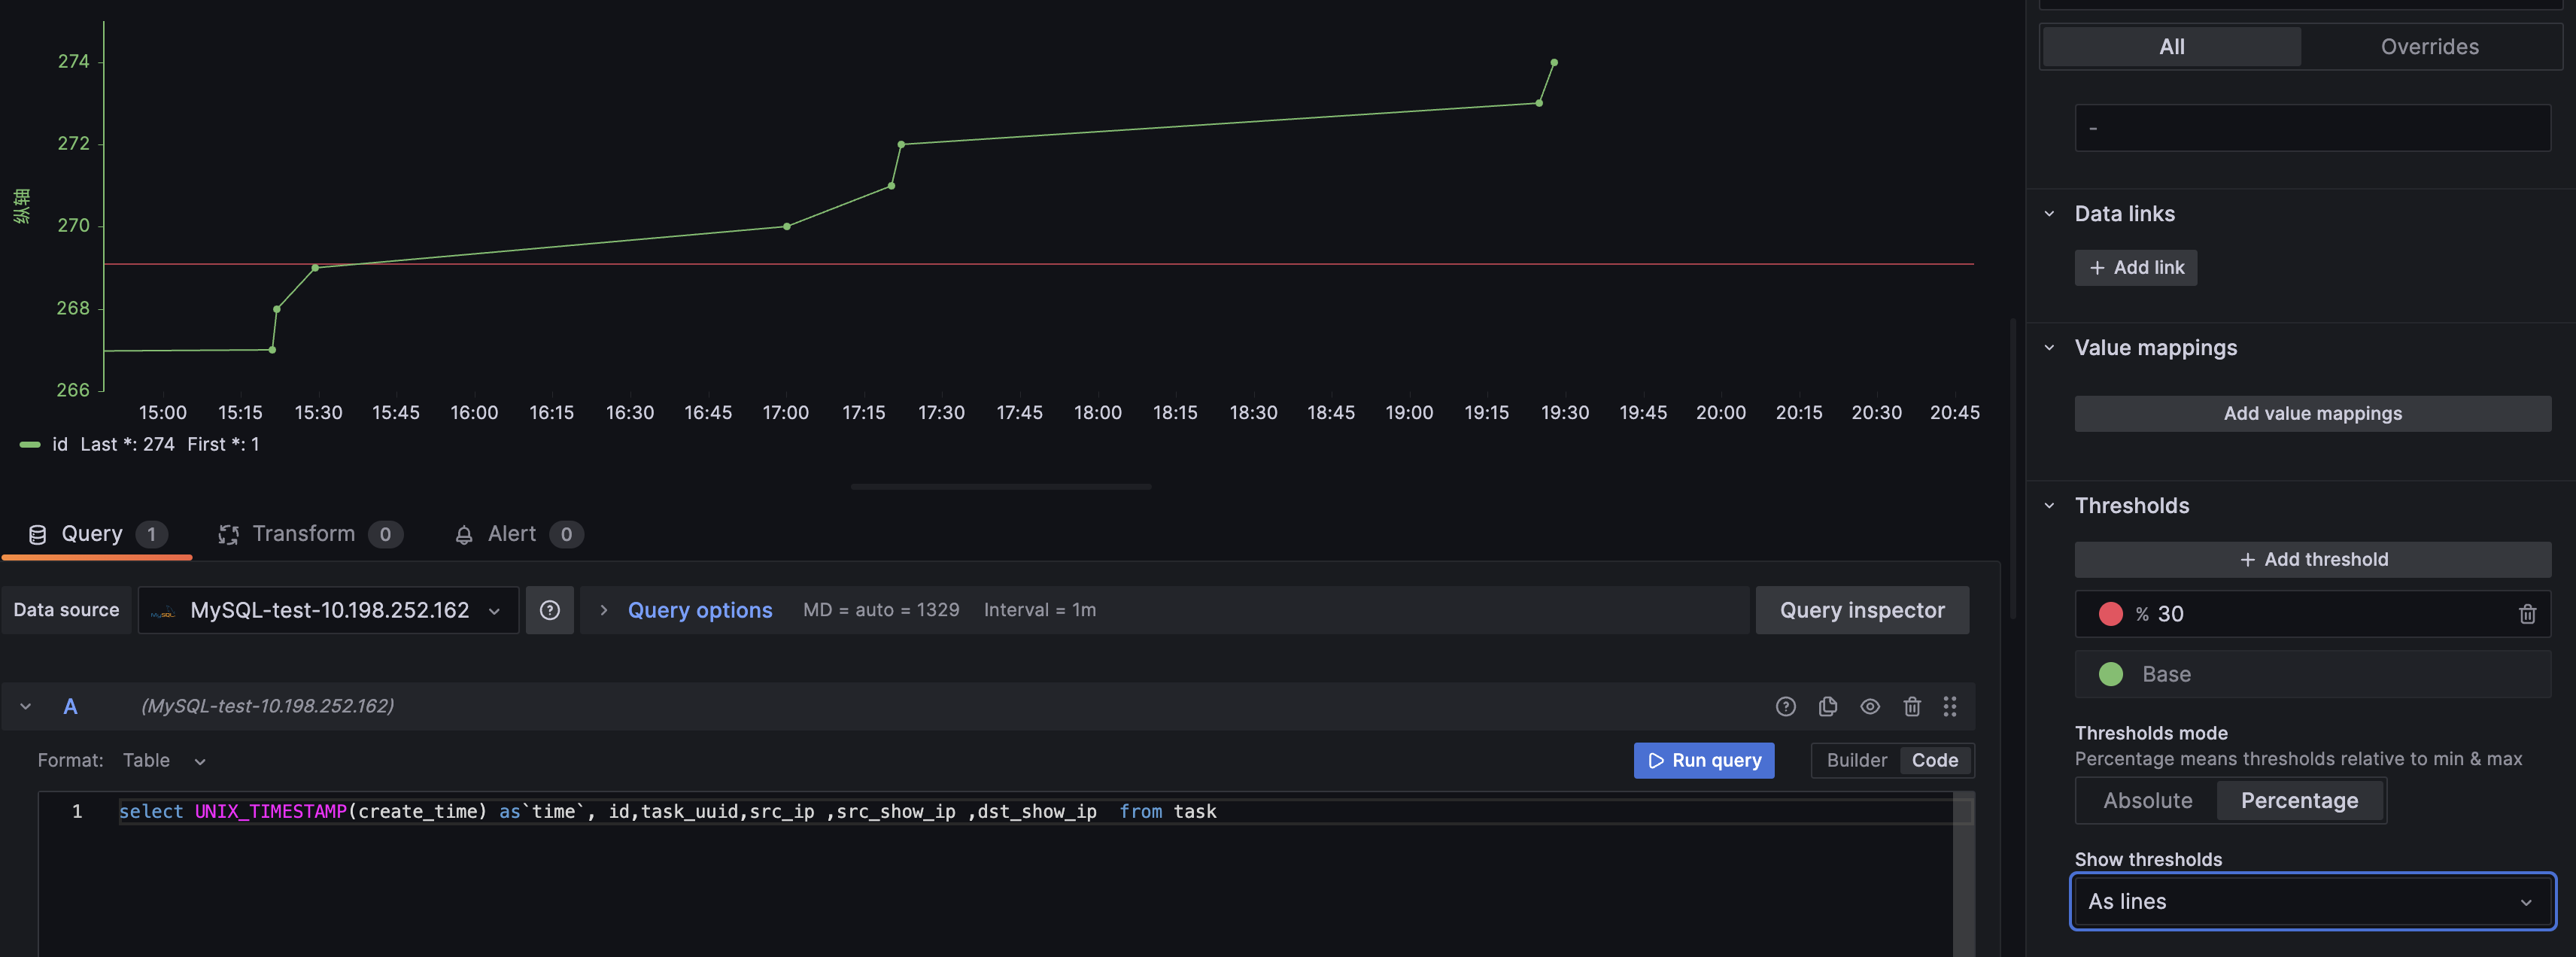 274
272
270
268
266
纵轴
15:00 15:15 15:30 15:45 16:00 16:15 16:30 16:45 17:00 17:15 17:30 17:45 18:00 18:15 18:30 18:45 19:00 19:15 19:30 19:45 20:00 20:15 20:30 20:45
id Last *: 274 First *: 1
Query 1 Transform 0 Alert 0
Data source MySQL MySQL-test-10.198.252.162 Query options MD = auto = 1329 Interval = 1m Query inspector
A (MySQL-test-10.198.252.162)
Format: Table Run query Builder Code
1 select UNIX_TIMESTAMP(create_time) as`time`, id,task_uuid,src_ip ,src_show_ip ,dst_show_ip from task
All Overrides
-
Data links
+ Add link
Value mappings
Add value mappings
Thresholds
+ Add threshold
% 30
Base
Thresholds mode
Percentage means thresholds relative to min & max
Absolute Percentage
Show thresholds
As lines